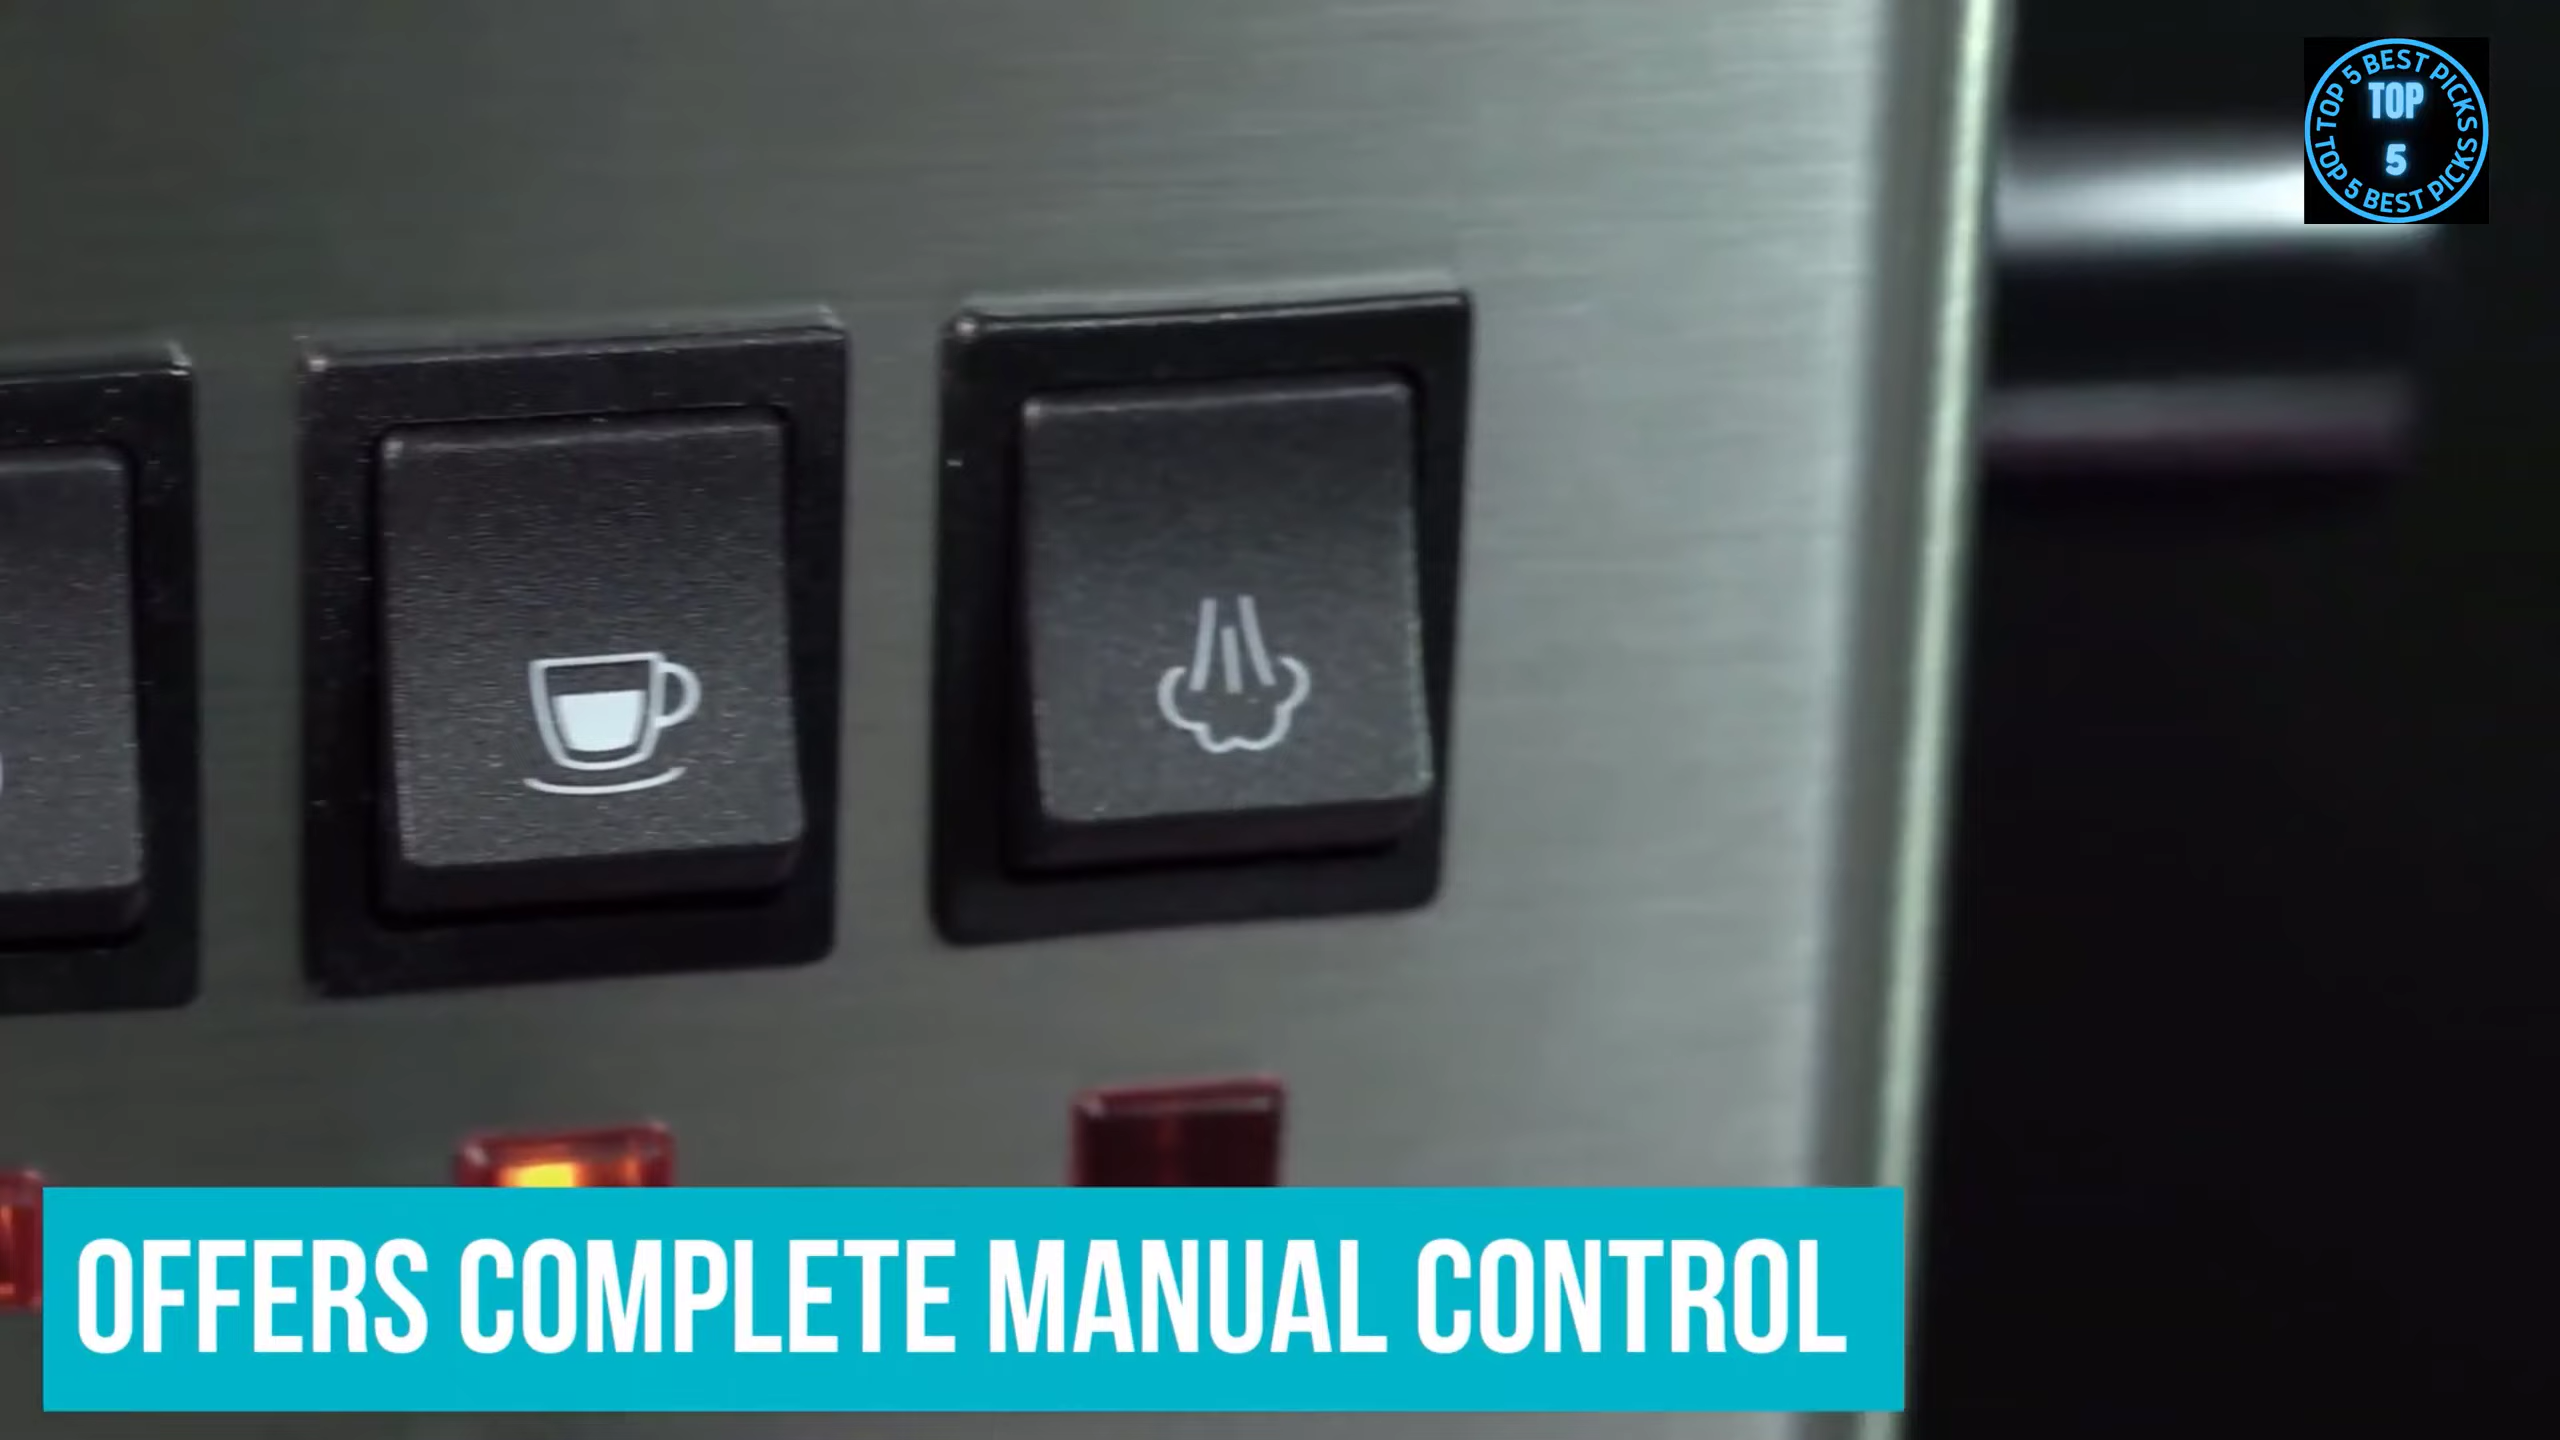 TOP 5 BEST PICKS
TOP
5
TOP 5 BEST PICKS
OFFERS COMPLETE MANUAL CONTROL